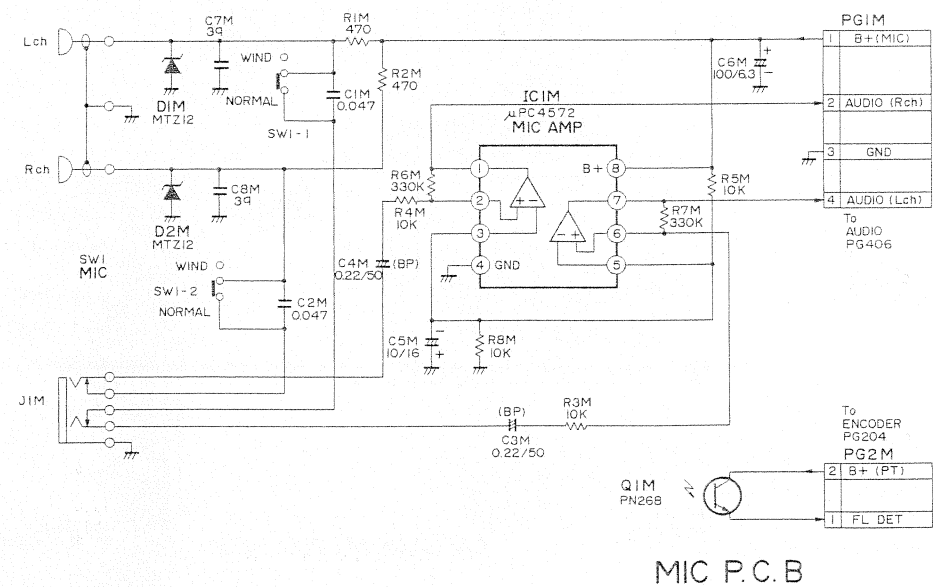 Lch
C7M
39
R1M
470
WIND
NORMAL
SW1-1
C1M
0.047
R2M
470
D1M
MTZ12
Rch
C8M
39
D2M
MTZ12
SW1
MIC
WIND
SW1-2
NORMAL
C2M
0.047
IC1M
μPC4572
MIC AMP
C6M
100/6.3
+
-
R6M
330K
R4M
10K
C4M
0.22/50
(BP)
1
2
3
4
GND
B+
8
7
6
5
+ -
- +
R5M
10K
R7M
330K
C5M
10/16
-
+
R8M
10K
J1M
(BP)
C3M
0.22/50
R3M
10K
PG1M
1 B+(MIC)
2 AUDIO (Rch)
3 GND
4 AUDIO (Lch)
To
AUDIO
PG406
To
ENCODER
PG204
PG2M
2 B+ (PT)
1 FL DET
Q1M
PN268
MIC P.C.B